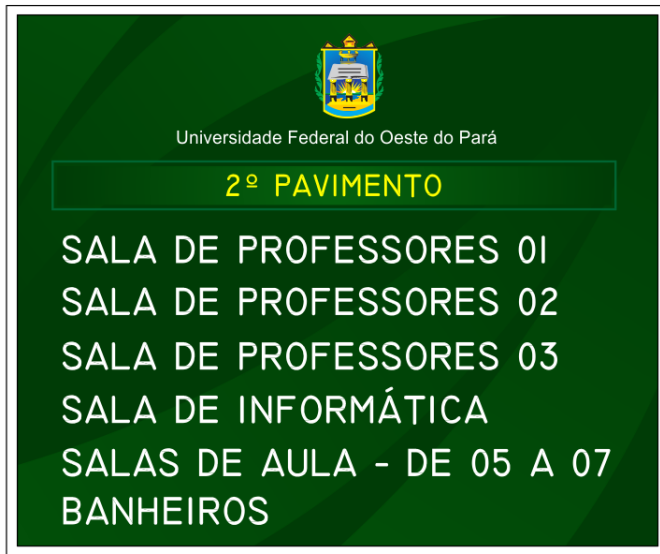 Universidade Federal do Oeste do Pará
2º PAVIMENTO
SALA DE PROFESSORES 01
SALA DE PROFESSORES 02
SALA DE PROFESSORES 03
SALA DE INFORMÁTICA
SALAS DE AULA - DE 05 A 07
BANHEIROS